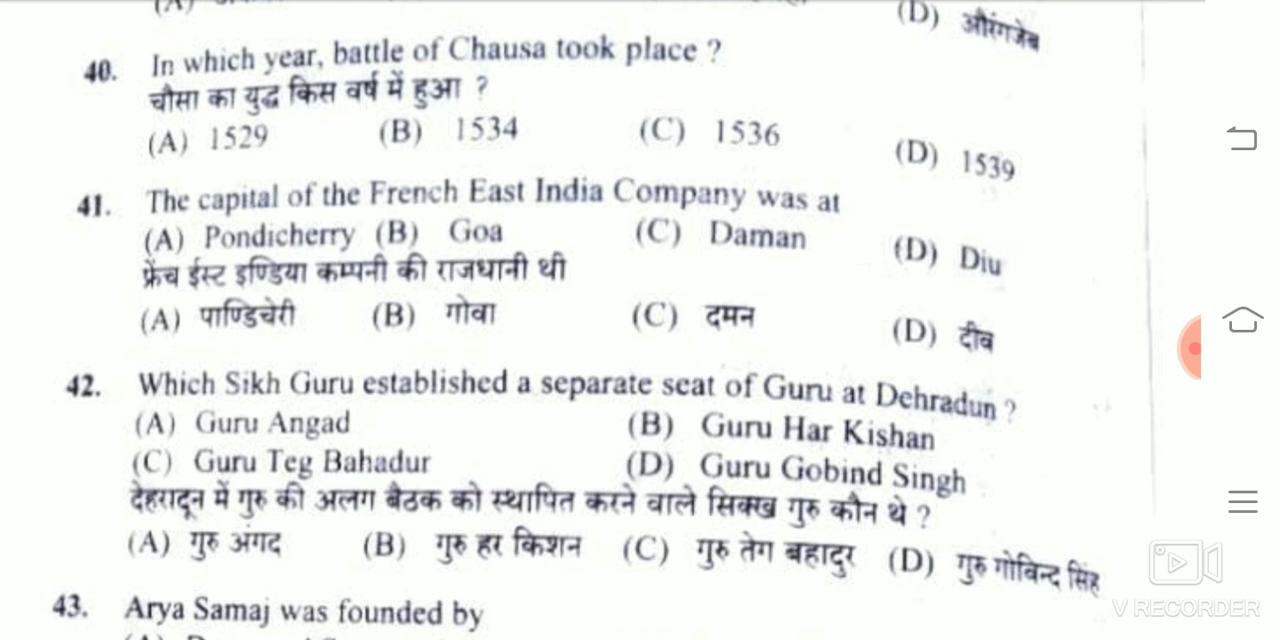 (D) औरंगजेब
40. In which year, battle of Chausa took place ?
चौसा का युद्ध किस वर्ष में हुआ ?
(A) 1529 (B) 1534 (C) 1536 (D) 1539
41. The capital of the French East India Company was at
(A) Pondicherry (B) Goa (C) Daman (D) Diu
फ्रेंच ईस्ट इण्डिया कम्पनी की राजधानी थी
(A) पाण्डिचेरी (B) गोवा (C) दमन (D) दीव
42. Which Sikh Guru established a separate seat of Guru at Dehradun ?
(A) Guru Angad (B) Guru Har Kishan
(C) Guru Teg Bahadur (D) Guru Gobind Singh
देहरादून में गुरु की अलग बैठक को स्थापित करने वाले सिक्ख गुरु कौन थे ?
(A) गुरु अंगद (B) गुरु हर किशन (C) गुरु तेग बहादुर (D) गुरु गोविन्द सिंह
43. Arya Samaj was founded by
V RECORDER